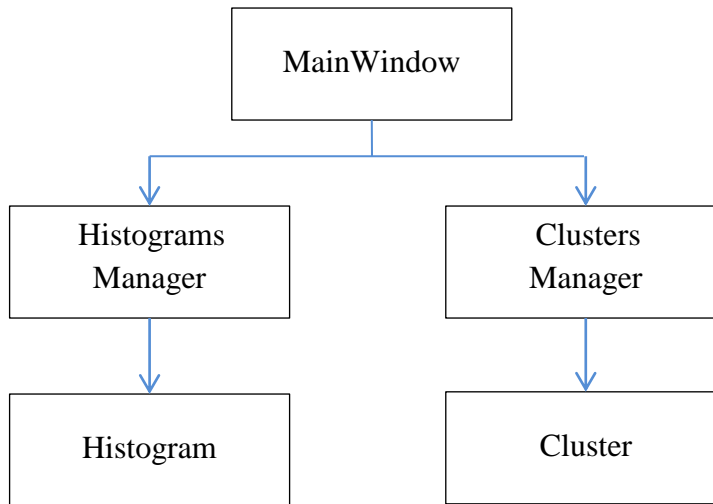 MainWindow
Histograms
Manager
Clusters
Manager
Histogram
Cluster